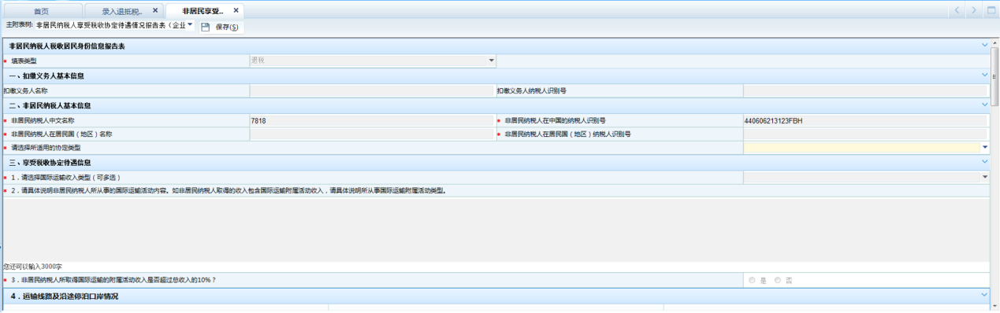 首页 录入退抵税.. × 非居民享受.. ×
主附表树: 非居民纳税人享受税收协定待遇情况报告表（企业 保存(S)
非居民纳税人税收居民身份信息报告表
* 填表类型 退税
一、扣缴义务人基本信息
扣缴义务人名称 扣缴义务人纳税人识别号
二、非居民纳税人基本信息
* 非居民纳税人中文名称 7818 * 非居民纳税人在中国的纳税人识别号 440606213123FBH
* 非居民纳税人在居民国（地区）名称 * 非居民纳税人在居民国（地区）纳税人识别号
* 请选择所适用的协定类型
三、享受税收协定待遇信息
* 1．请选择国际运输收入类型（可多选）
* 2．请具体说明非居民纳税人所从事的国际运输活动内容。如非居民纳税人取得的收入包含国际运输附属活动收入，请具体说明所从事国际运输附属活动类型。
您还可以输入3000字
* 3．非居民纳税人所取得国际运输的附属活动收入是否超过总收入的10%？ 是 否
4．运输线路及沿途停泊口岸情况